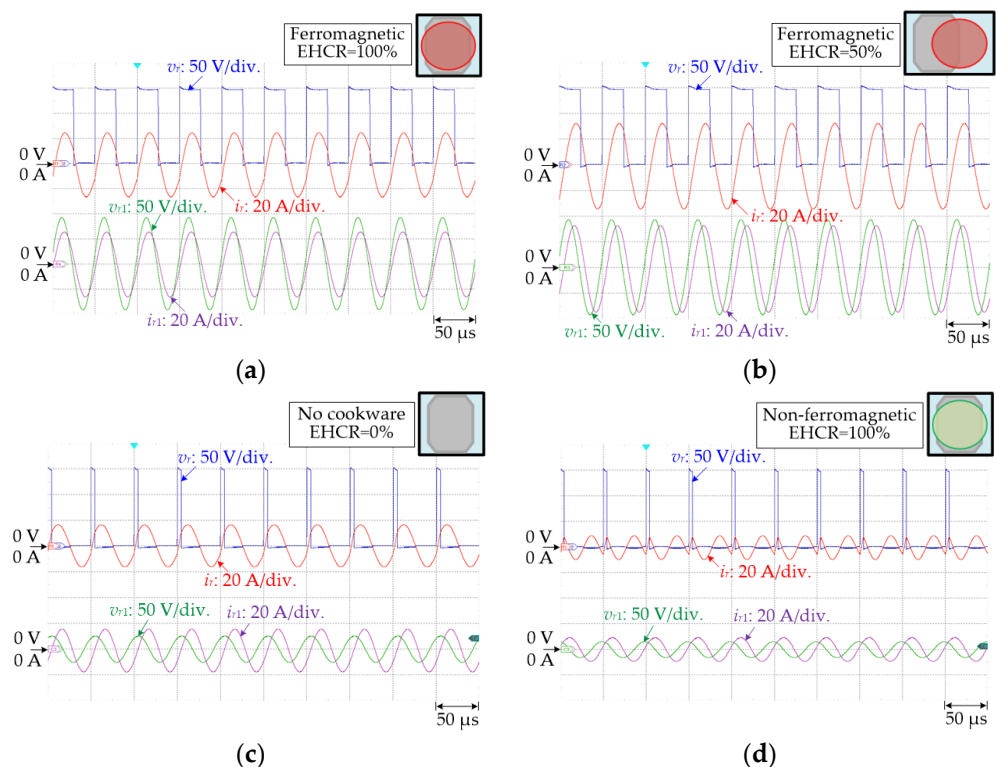 Ferromagnetic
EHCR=100%
vr: 50 V/div.
0 V
0 A
vr1: 50 V/div.
ir: 20 A/div.
0 V
0 A
ir1: 20 A/div.
50 μs
(a)
Ferromagnetic
EHCR=50%
vr: 50 V/div.
0 V
0 A
ir: 20 A/div.
0 V
0 A
vr1: 50 V/div.
ir1: 20 A/div.
50 μs
(b)
No cookware
EHCR=0%
vr: 50 V/div.
0 V
0 A
ir: 20 A/div.
vr1: 50 V/div.
ir1: 20 A/div.
0 V
0 A
50 μs
(c)
Non-ferromagnetic
EHCR=100%
vr: 50 V/div.
0 V
0 A
ir: 20 A/div.
vr1: 50 V/div.
ir1: 20 A/div.
0 V
0 A
50 μs
(d)